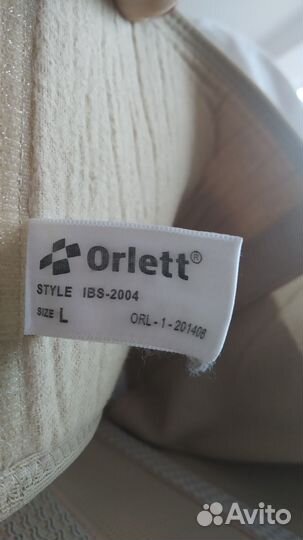 Orlett®
STYLE IBS-2004
SIZE L ORL-1-201406
Avito